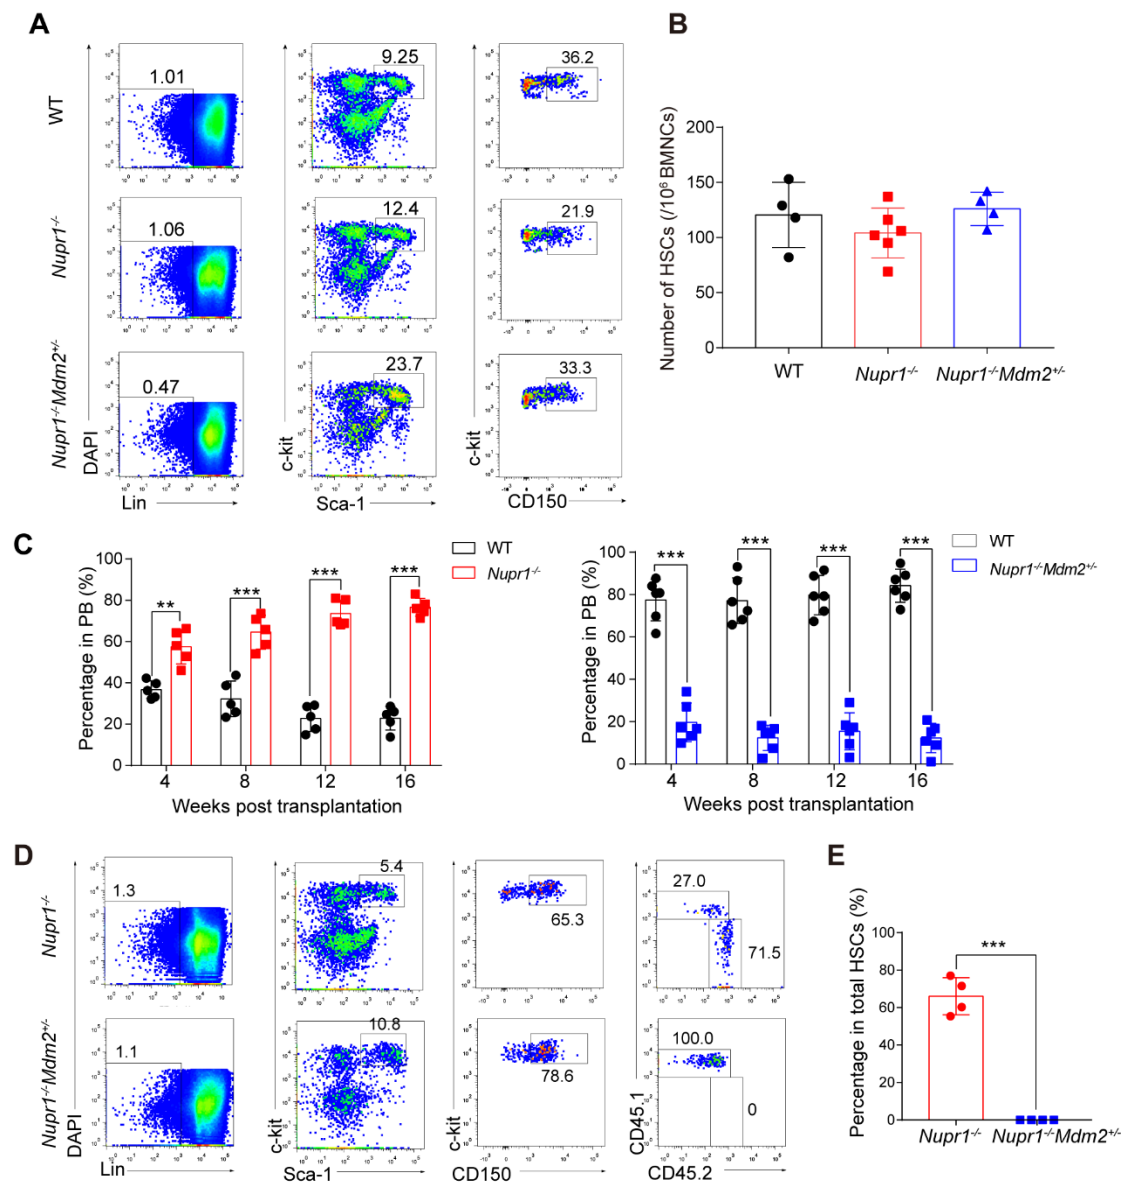 A
B
WT
1.01
9.25
36.2
Nupr1-/-
1.06
12.4
21.9
Nupr1-/-Mdm2+/-
0.47
23.7
33.3
DAPI
Lin
c-kit
Sca-1
c-kit
CD150
Number of HSCs (/10⁶ BMNCs)
200
150
100
50
0
WT
Nupr1-/-
Nupr1-/-Mdm2+/-
C
Percentage in PB (%)
100
80
60
40
20
0
**
***
***
***
WT
Nupr1-/-
4
8
12
16
Weeks post transplantation
Percentage in PB (%)
100
80
60
40
20
0
***
***
***
***
WT
Nupr1-/-Mdm2+/-
4
8
12
16
Weeks post transplantation
D
Nupr1-/-
1.3
5.4
65.3
27.0
71.5
Nupr1-/-Mdm2+/-
1.1
10.8
78.6
100.0
0
DAPI
Lin
c-kit
Sca-1
c-kit
CD150
CD45.1
CD45.2
E
Percentage in total HSCs (%)
100
80
60
40
20
0
***
Nupr1-/-
Nupr1-/-Mdm2+/-